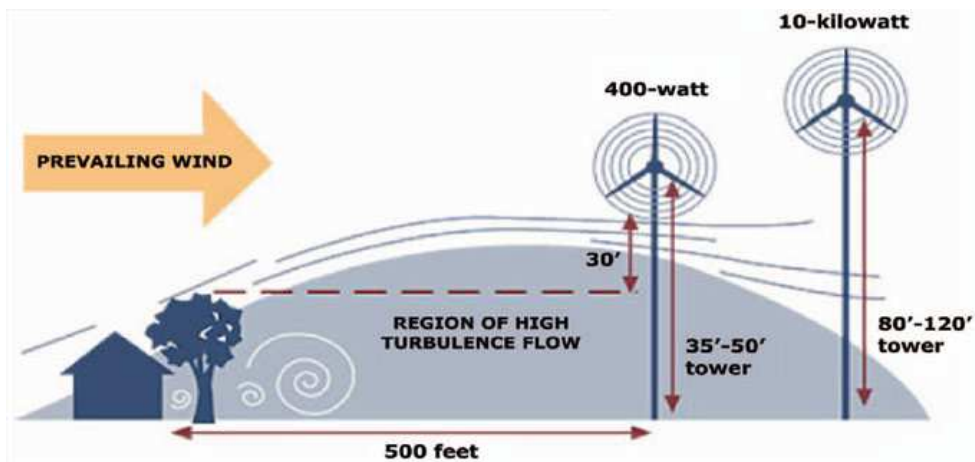 10-kilowatt
400-watt
PREVAILING WIND
30'
REGION OF HIGH
TURBULENCE FLOW
35'-50'
tower
80'-120'
tower
500 feet